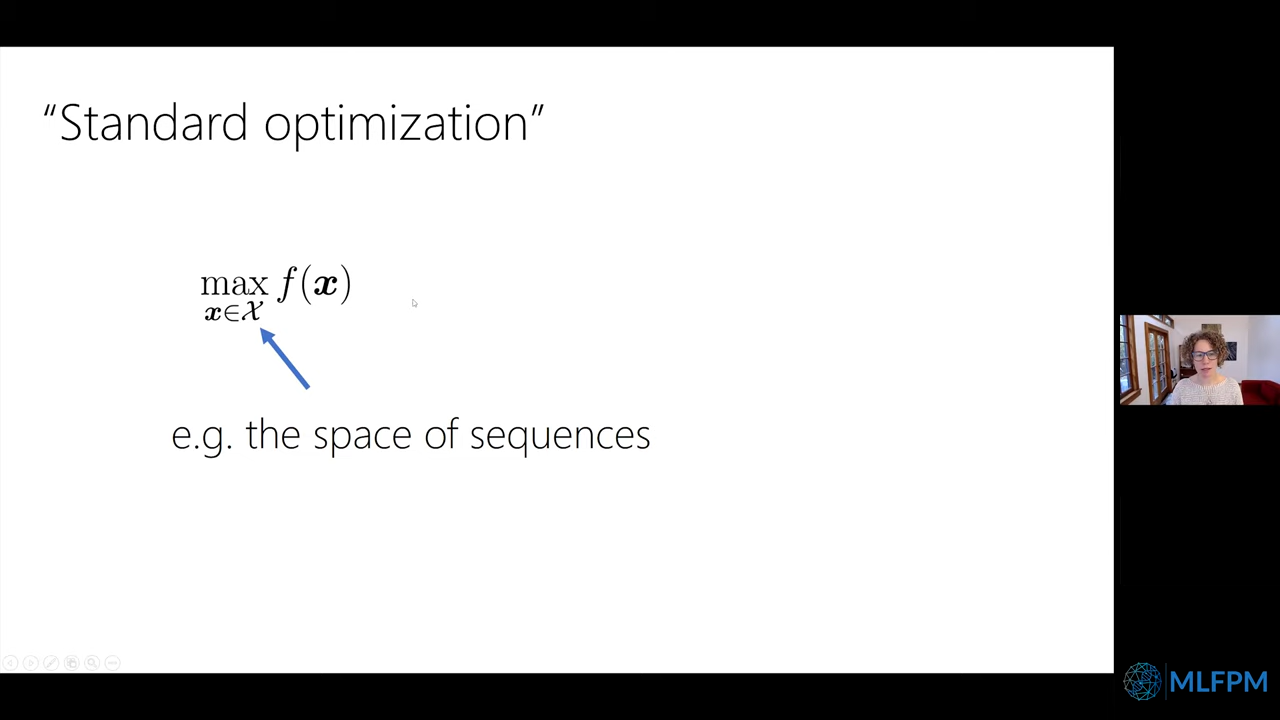 “Standard optimization”
max f(x)
x∈𝒳
e.g. the space of sequences
MLFPM